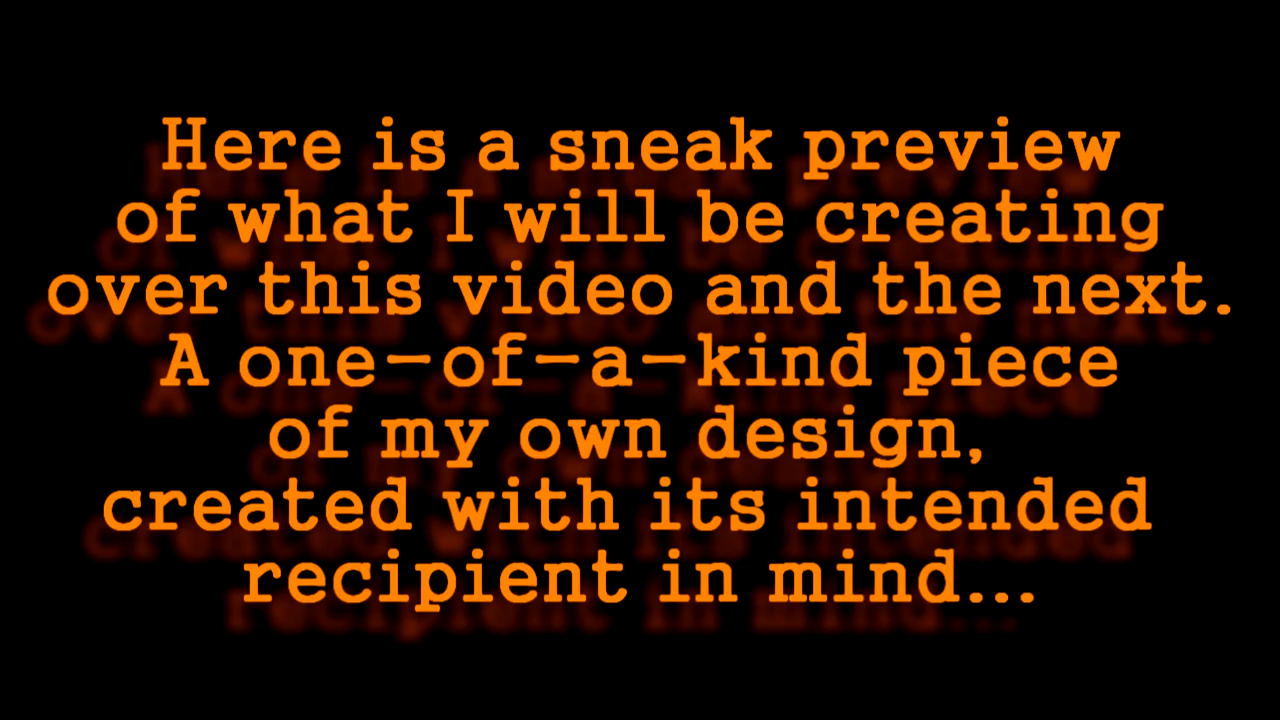 Here is a sneak preview
of what I will be creating
over this video and the next.
A one-of-a-kind piece
of my own design,
created with its intended
recipient in mind...